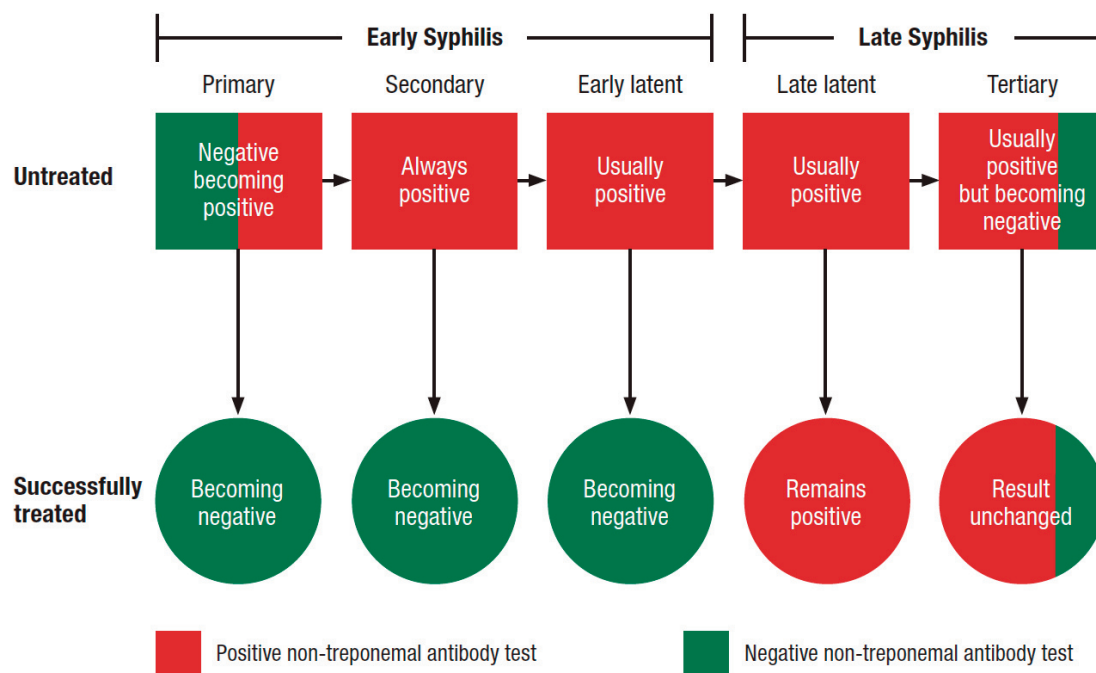 Early Syphilis
Late Syphilis
Primary
Secondary
Early latent
Late latent
Tertiary
Untreated
Negative
becoming
positive
Always
positive
Usually
positive
Usually
positive
Usually
positive
but becoming
negative
Successfully
treated
Becoming
negative
Becoming
negative
Becoming
negative
Remains
positive
Result
unchanged
Positive non-treponemal antibody test
Negative non-treponemal antibody test